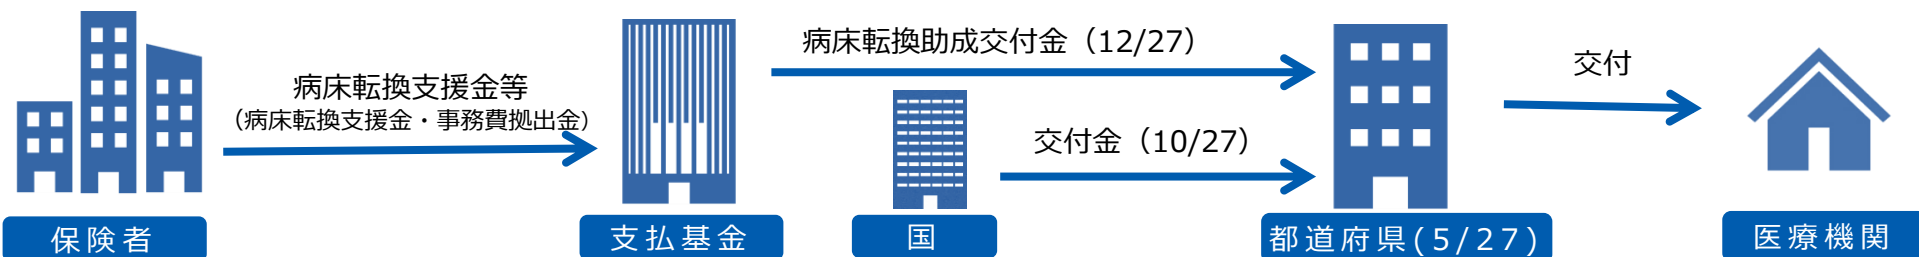 病床転換支援金等
（病床転換支援金・事務費拠出金）
病床転換助成交付金（12/27）
交付金（10/27）
交付
保険者
支払基金
国
都道府県(5/27)
医療機関